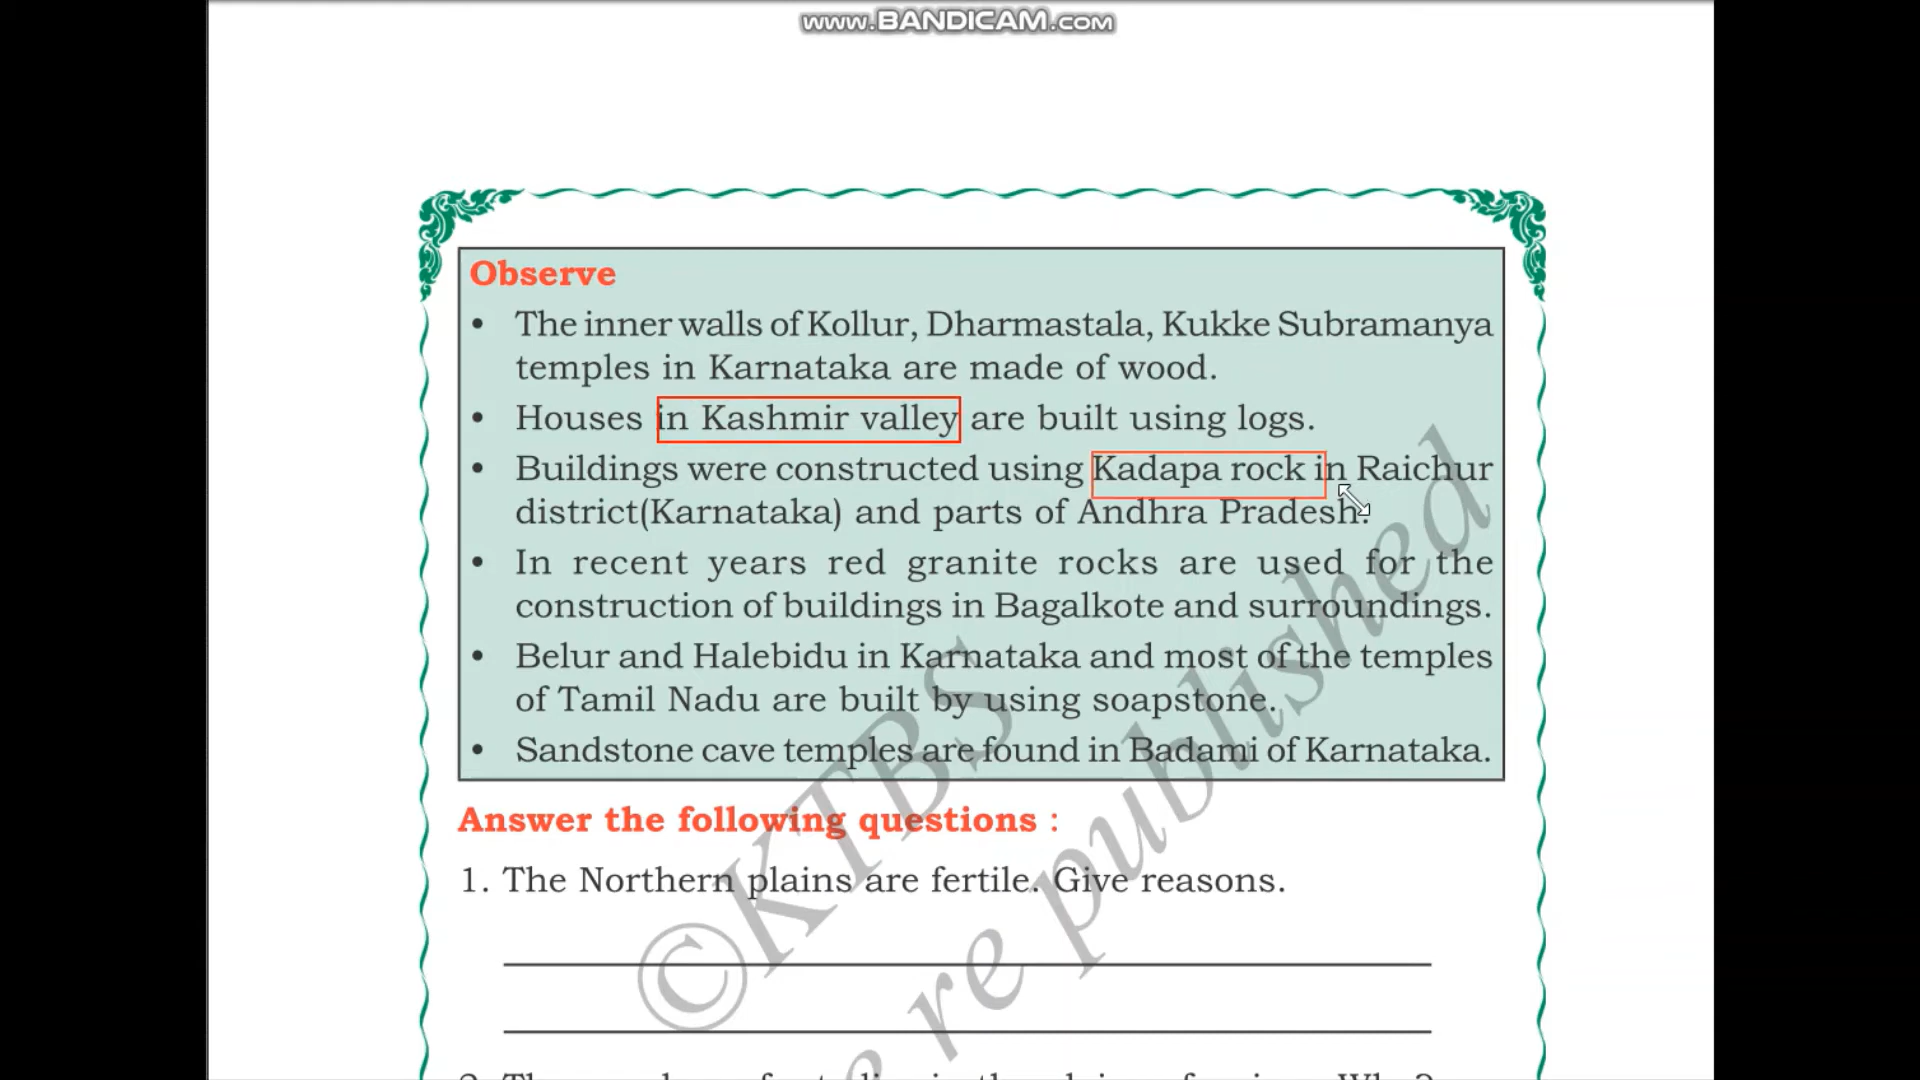 www.BANDICAM.com
Observe
• The inner walls of Kollur, Dharmastala, Kukke Subramanya
temples in Karnataka are made of wood.
• Houses in Kashmir valley are built using logs.
• Buildings were constructed using Kadapa rock in Raichur
district(Karnataka) and parts of Andhra Pradesh.
• In recent years red granite rocks are used for the
construction of buildings in Bagalkote and surroundings.
• Belur and Halebidu in Karnataka and most of the temples
of Tamil Nadu are built by using soapstone.
• Sandstone cave temples are found in Badami of Karnataka.
Answer the following questions :
1. The Northern plains are fertile. Give reasons.
©KTBS
re published